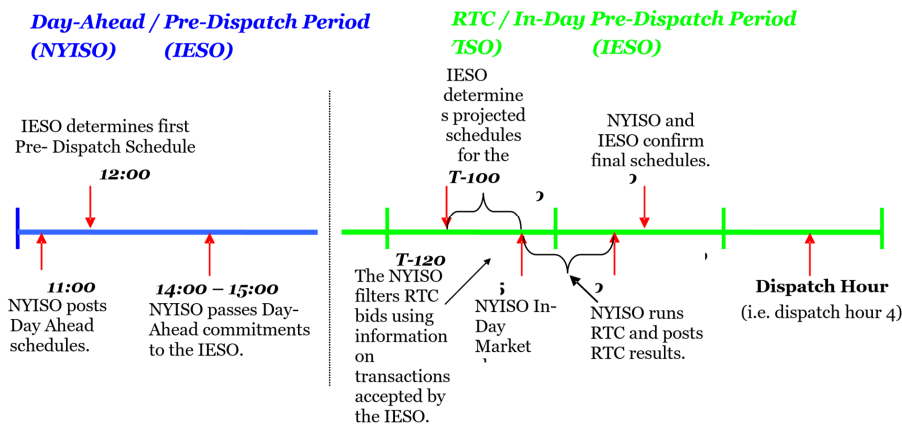 Day-Ahead / Pre-Dispatch Period
(NYISO) (IESO)
RTC / In-Day Pre-Dispatch Period
ISO) (IESO)
IESO determines first
Pre- Dispatch Schedule
12:00
IESO
determine
s projected
schedules
for the
T-100
NYISO and
IESO confirm
final schedules.
11:00
NYISO posts
Day Ahead
schedules.
14:00 – 15:00
NYISO passes Day-
Ahead commitments
to the IESO.
T-120
The NYISO
filters RTC
bids using
information
on
transactions
accepted by
the IESO.
NYISO In-
Day
Market
NYISO runs
RTC and posts
RTC results.
Dispatch Hour
(i.e. dispatch hour 4)